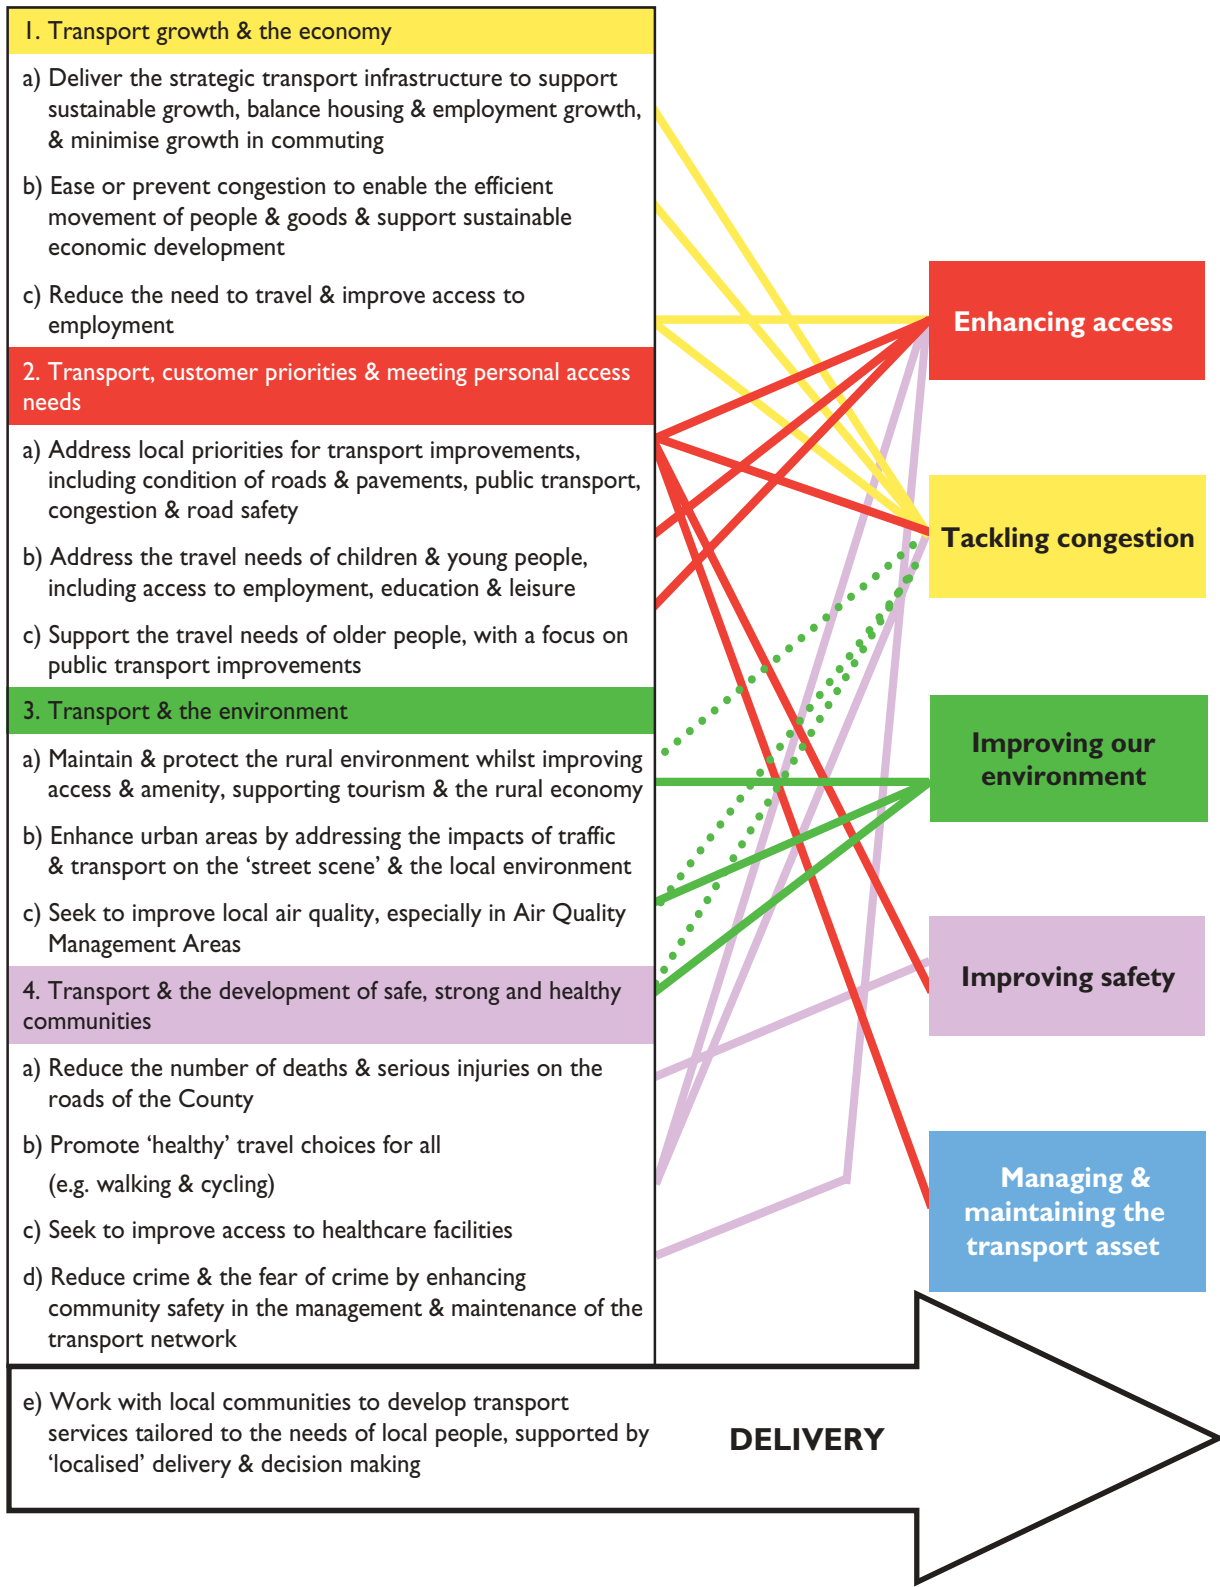 1. Transport growth & the economy
a) Deliver the strategic transport infrastructure to support
sustainable growth, balance housing & employment growth,
& minimise growth in commuting
b) Ease or prevent congestion to enable the efficient
movement of people & goods & support sustainable
economic development
c) Reduce the need to travel & improve access to
employment
2. Transport, customer priorities & meeting personal access
needs
a) Address local priorities for transport improvements,
including condition of roads & pavements, public transport,
congestion & road safety
b) Address the travel needs of children & young people,
including access to employment, education & leisure
c) Support the travel needs of older people, with a focus on
public transport improvements
3. Transport & the environment
a) Maintain & protect the rural environment whilst improving
access & amenity, supporting tourism & the rural economy
b) Enhance urban areas by addressing the impacts of traffic
& transport on the ‘street scene’ & the local environment
c) Seek to improve local air quality, especially in Air Quality
Management Areas
4. Transport & the development of safe, strong and healthy
communities
a) Reduce the number of deaths & serious injuries on the
roads of the County
b) Promote ‘healthy’ travel choices for all
(e.g. walking & cycling)
c) Seek to improve access to healthcare facilities
d) Reduce crime & the fear of crime by enhancing
community safety in the management & maintenance of the
transport network
e) Work with local communities to develop transport
services tailored to the needs of local people, supported by
‘localised’ delivery & decision making
DELIVERY
Enhancing access
Tackling congestion
Improving our
environment
Improving safety
Managing &
maintaining the
transport asset